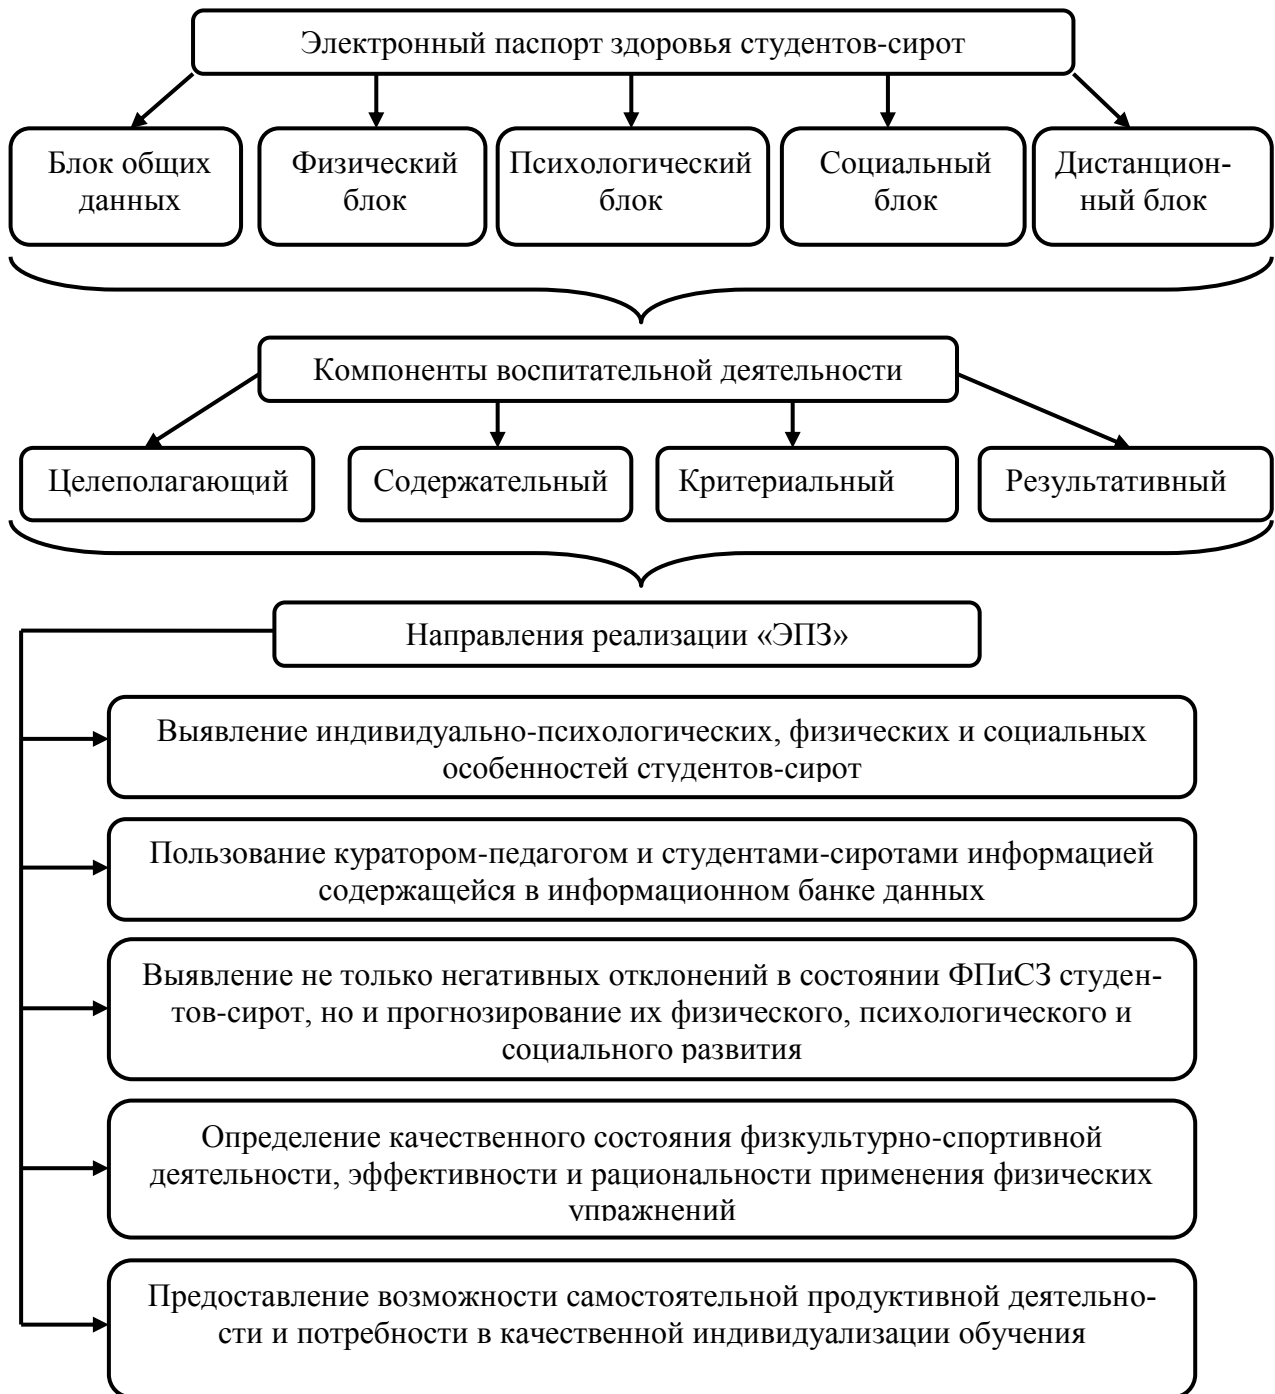 Электронный паспорт здоровья студентов-сирот
Блок общих
данных
Физический
блок
Психологический
блок
Социальный
блок
Дистанцион-
ный блок
Компоненты воспитательной деятельности
Целеполагающий
Содержательный
Критериальный
Результативный
Направления реализации «ЭПЗ»
Выявление индивидуально-психологических, физических и социальных
особенностей студентов-сирот
Пользование куратором-педагогом и студентами-сиротами информацией
содержащейся в информационном банке данных
Выявление не только негативных отклонений в состоянии ФПиСЗ студен-
тов-сирот, но и прогнозирование их физического, психологического и
социального развития
Определение качественного состояния физкультурно-спортивной
деятельности, эффективности и рациональности применения физических
упражнений
Предоставление возможности самостоятельной продуктивной деятельно-
сти и потребности в качественной индивидуализации обучения